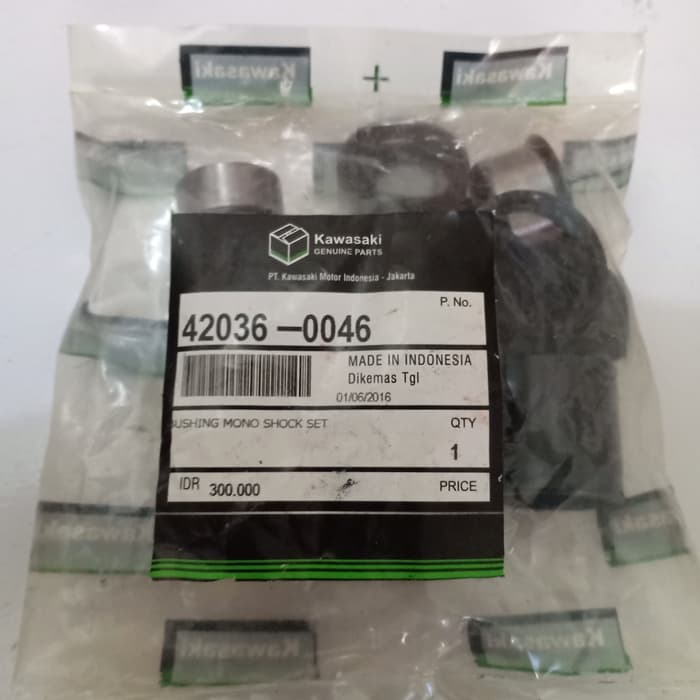 Kawasaki
+
Kawasaki
Kawasaki
GENUINE PARTS
PT. Kawasaki Motor Indonesia - Jakarta
P. No.
42036-0046
MADE IN INDONESIA
Dikemas Tgl
01/06/2016
BUSHING MONO SHOCK SET
QTY
1
IDR 300.000
PRICE
Kawasaki
Kawasaki
Kawasaki
Kawasaki